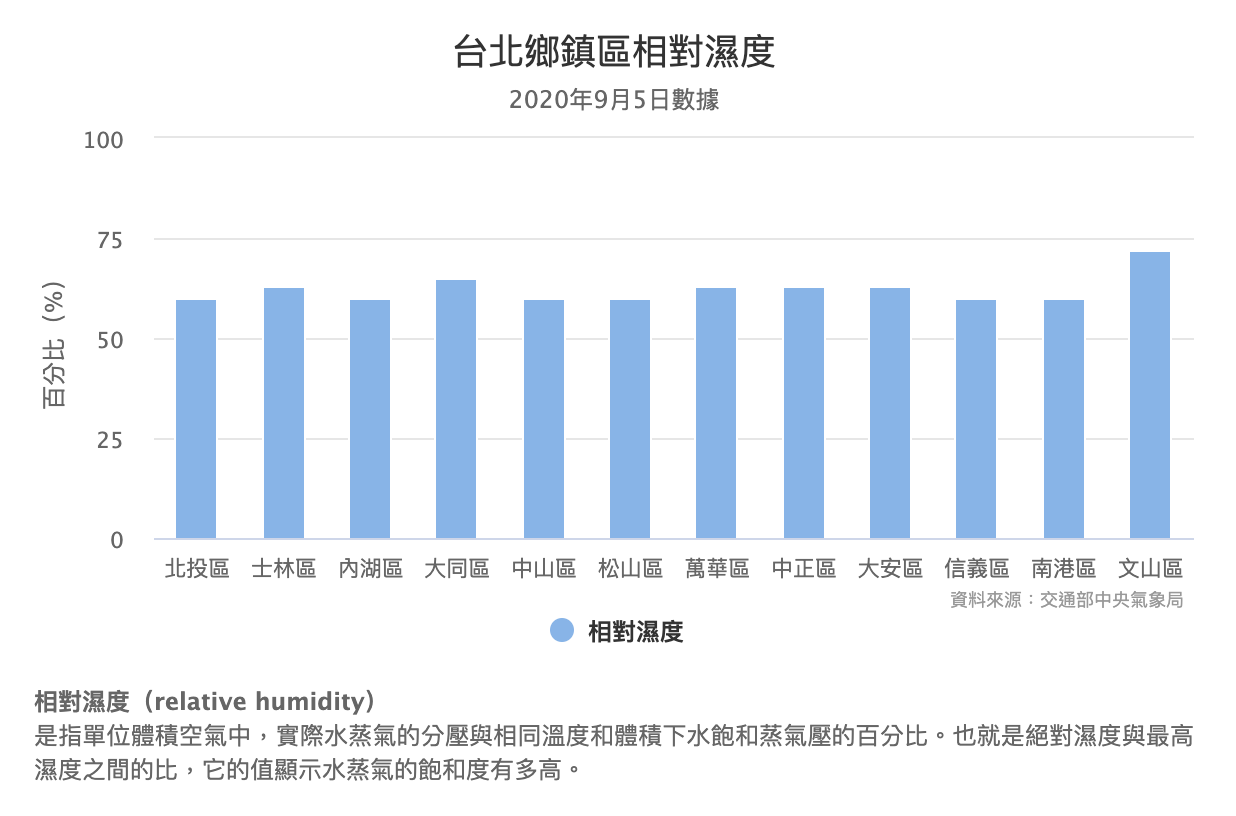 台北鄉鎮區相對濕度
2020年9月5日數據
100
75
50
25
0
百分比（%）
北投區 士林區 內湖區 大同區 中山區 松山區 萬華區 中正區 大安區 信義區 南港區 文山區
資料來源：交通部中央氣象局
相對濕度
相對濕度（relative humidity）
是指單位體積空氣中，實際水蒸氣的分壓與相同溫度和體積下水飽和蒸氣壓的百分比。也就是絕對濕度與最高
濕度之間的比，它的值顯示水蒸氣的飽和度有多高。